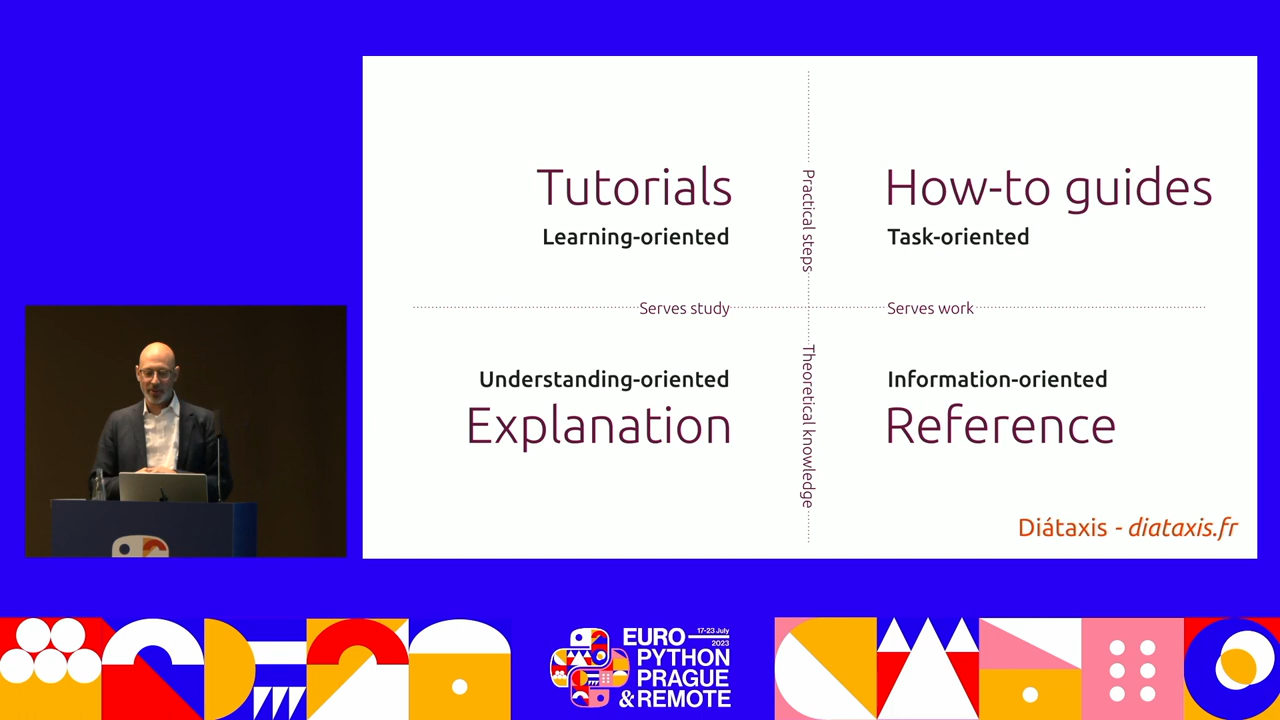 Tutorials
Learning-oriented
How-to guides
Task-oriented
Practical steps
Serves study
Serves work
Theoretical knowledge
Understanding-oriented
Explanation
Information-oriented
Reference
Diátaxis - diataxis.fr
EURO
17-23 July
2023
PYTHON
PRAGUE
& REMOTE